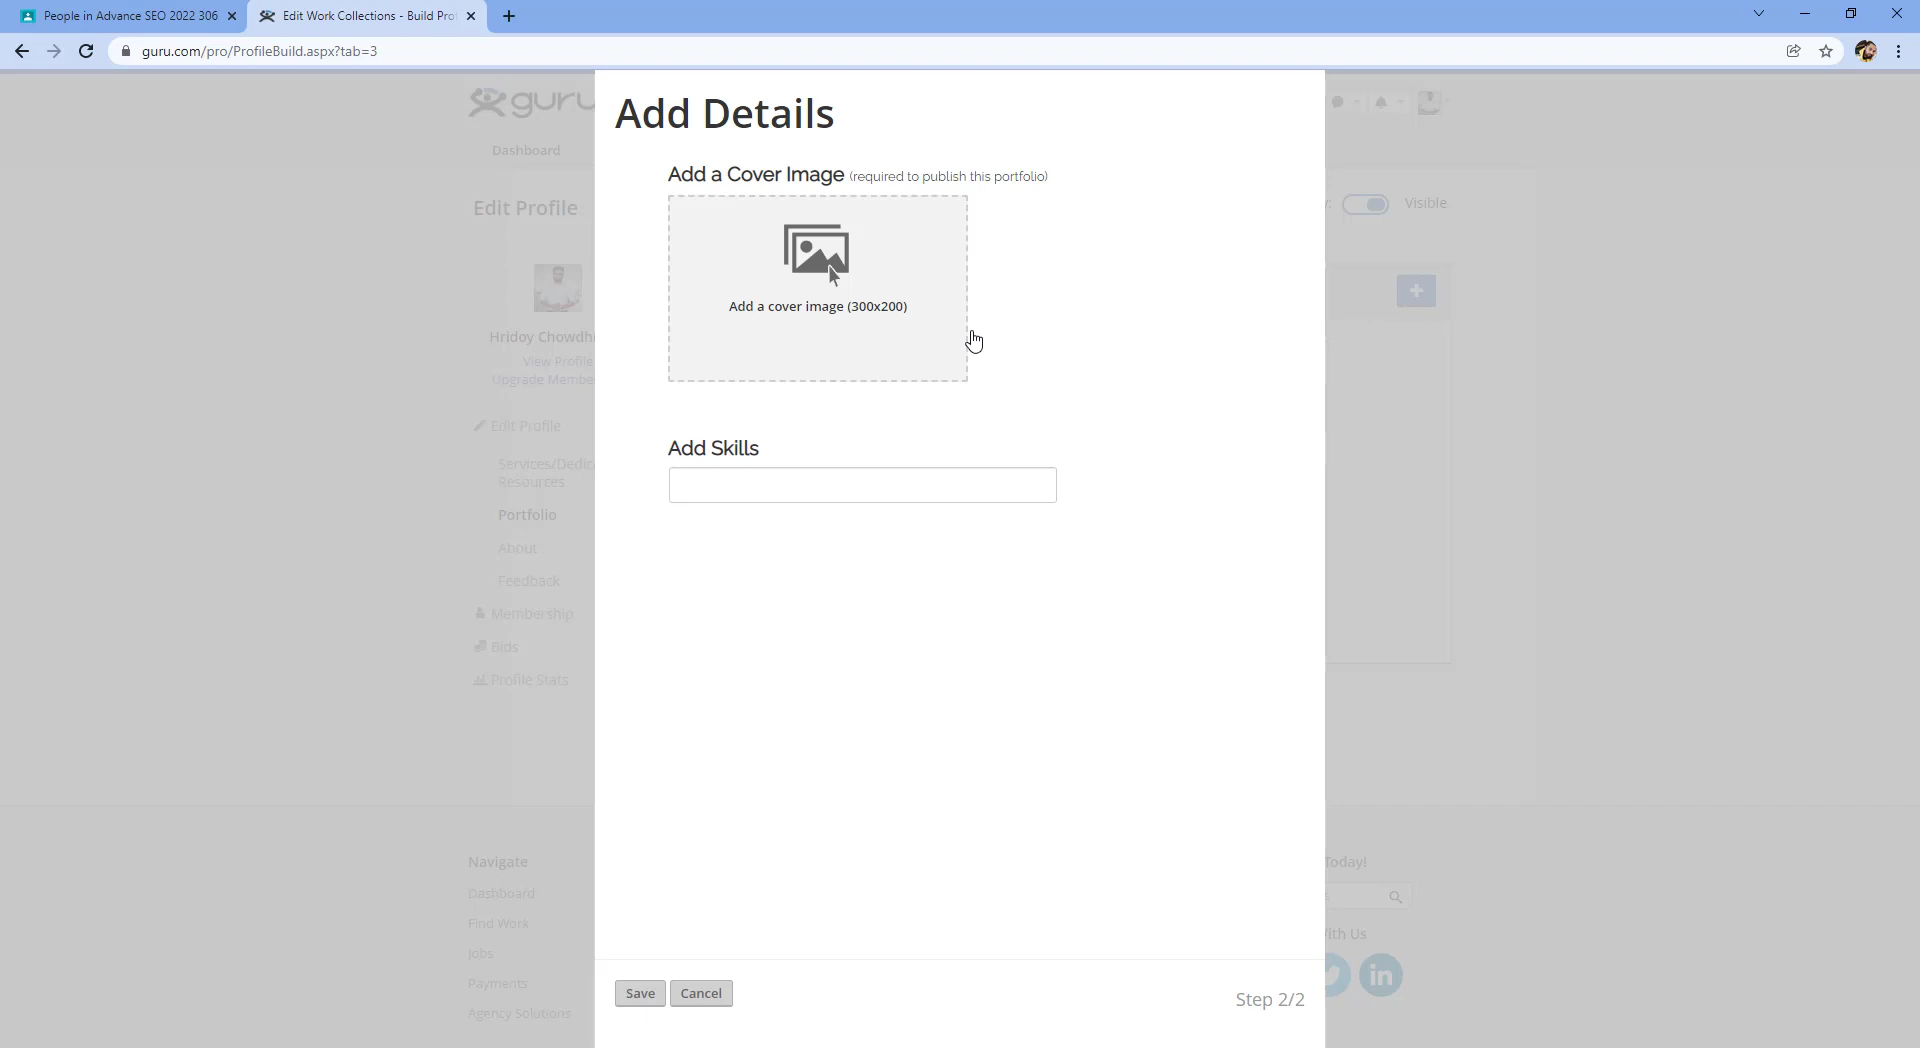 People in Advance SEO 2022 306
Edit Work Collections - Build Pro
guru.com/pro/ProfileBuild.aspx?tab=3
guru
Add Details
Dashboard
Add a Cover Image (required to publish this portfolio)
Edit Profile
Visible
Add a cover image (300x200)
Hridoy Chowdh
View Profile
Upgrade Membe
Edit Profile
Add Skills
Services/Dedic
Resources
Portfolio
About
Feedback
Membership
Bids
Profile Stats
Navigate
Today!
Dashboard
Find Work
With Us
Jobs
in
Payments
Save
Cancel
Step 2/2
Agency Solutions